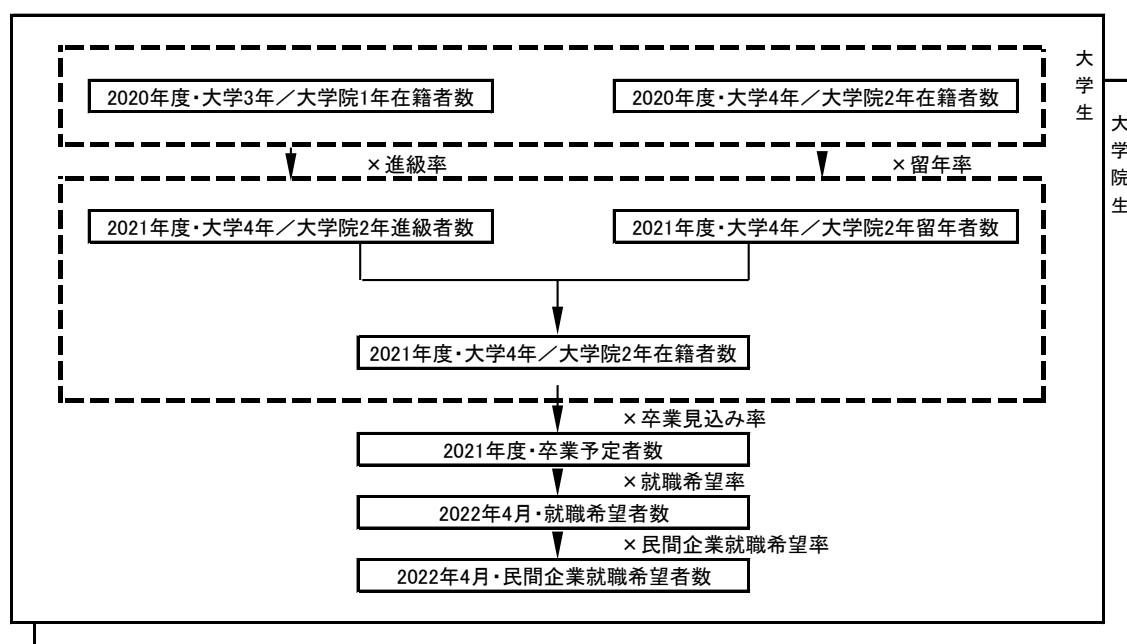 大学生
大学院生
2020年度・大学3年／大学院1年在籍者数
2020年度・大学4年／大学院2年在籍者数
×進級率
×留年率
2021年度・大学4年／大学院2年進級者数
2021年度・大学4年／大学院2年留年者数
2021年度・大学4年／大学院2年在籍者数
×卒業見込み率
2021年度・卒業予定者数
×就職希望率
2022年4月・就職希望者数
×民間企業就職希望率
2022年4月・民間企業就職希望者数